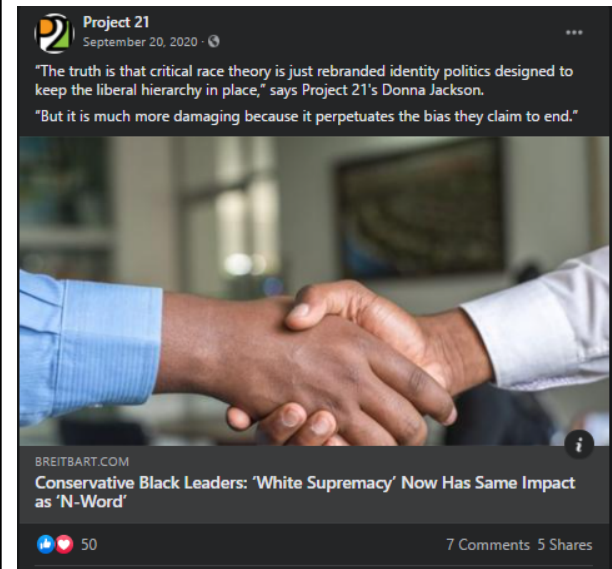 Project 21
September 20, 2020 ·
“The truth is that critical race theory is just rebranded identity politics designed to
keep the liberal hierarchy in place,” says Project 21's Donna Jackson.
“But it is much more damaging because it perpetuates the bias they claim to end.”
BREITBART.COM
Conservative Black Leaders: ‘White Supremacy’ Now Has Same Impact
as ‘N-Word’
50
7 Comments 5 Shares